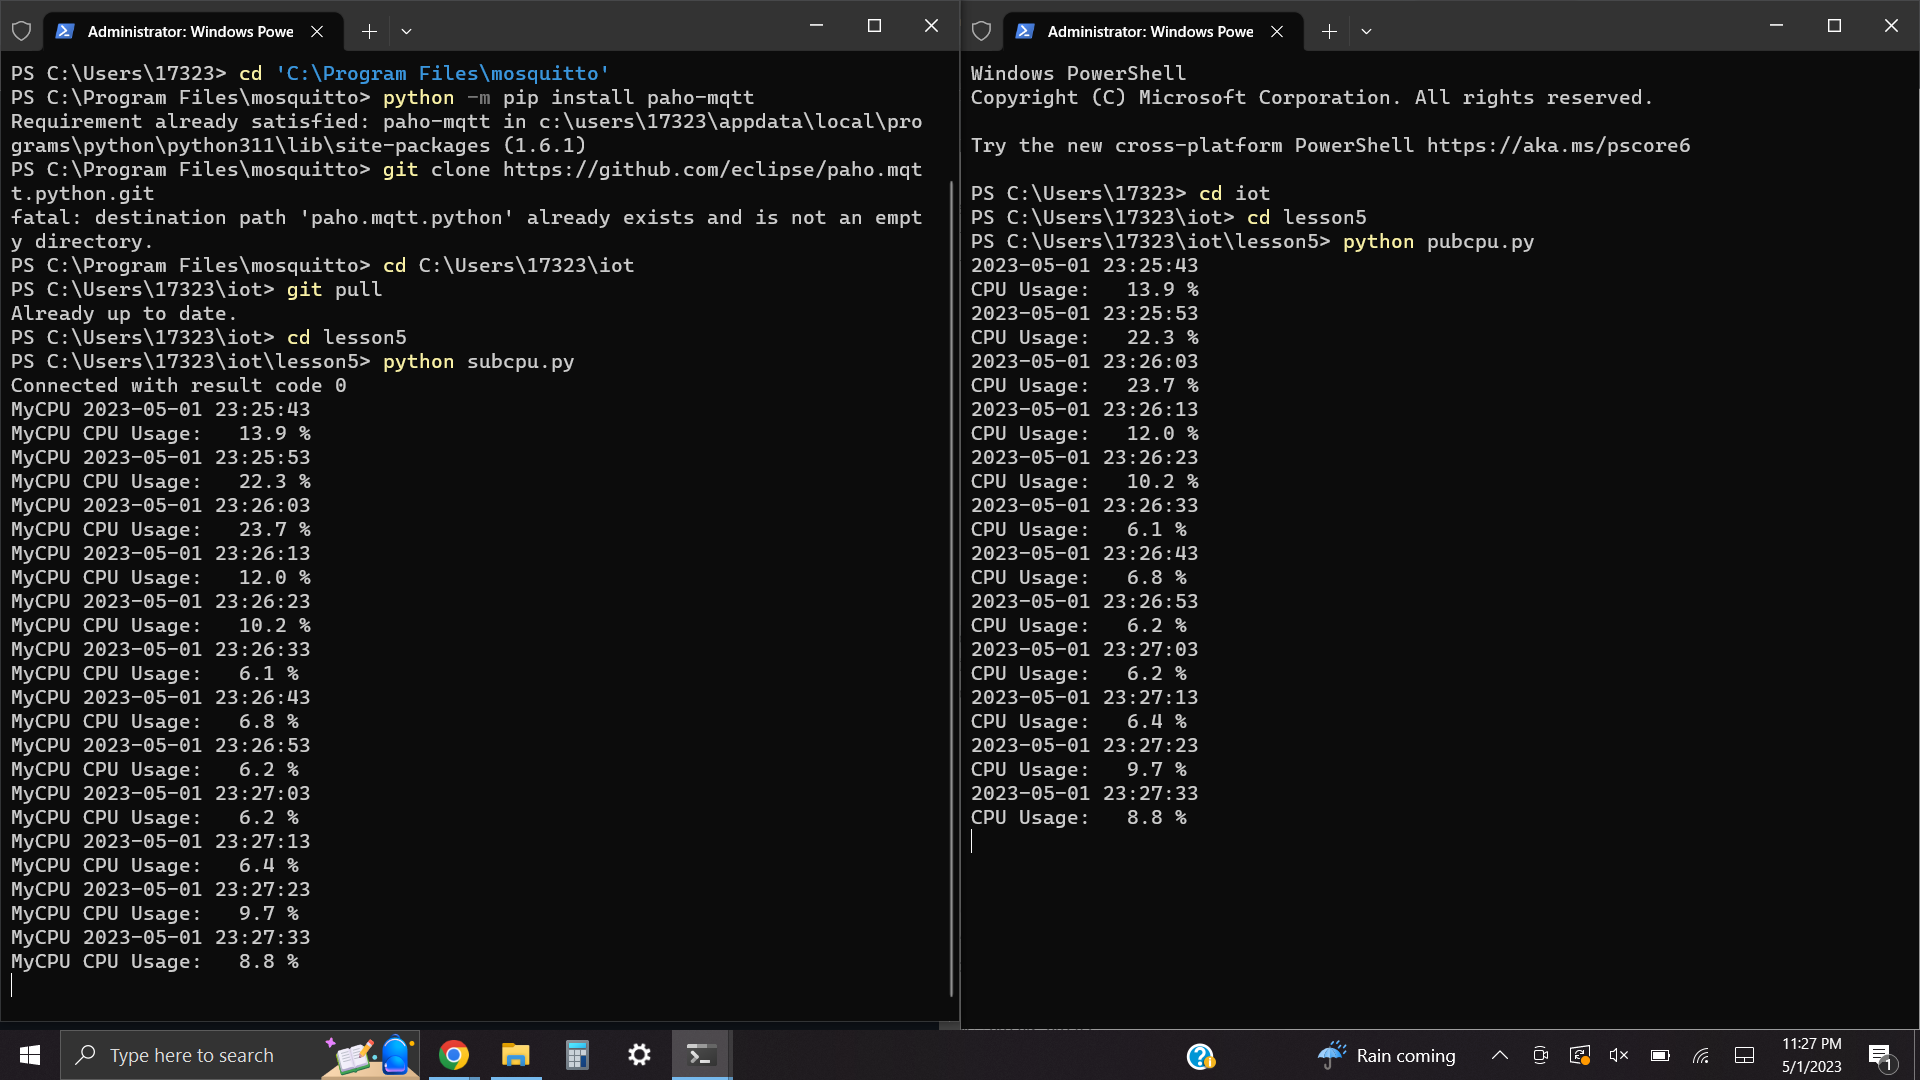 Administrator: Windows Powe
PS C:\Users\17323> cd 'C:\Program Files\mosquitto'
PS C:\Program Files\mosquitto> python -m pip install paho-mqtt
Requirement already satisfied: paho-mqtt in c:\users\17323\appdata\local\pro
grams\python\python311\lib\site-packages (1.6.1)
PS C:\Program Files\mosquitto> git clone https://github.com/eclipse/paho.mqt
t.python.git
fatal: destination path 'paho.mqtt.python' already exists and is not an empt
y directory.
PS C:\Program Files\mosquitto> cd C:\Users\17323\iot
PS C:\Users\17323\iot> git pull
Already up to date.
PS C:\Users\17323\iot> cd lesson5
PS C:\Users\17323\iot\lesson5> python subcpu.py
Connected with result code 0
MyCPU 2023-05-01 23:25:43
MyCPU CPU Usage:   13.9 %
MyCPU 2023-05-01 23:25:53
MyCPU CPU Usage:   22.3 %
MyCPU 2023-05-01 23:26:03
MyCPU CPU Usage:   23.7 %
MyCPU 2023-05-01 23:26:13
MyCPU CPU Usage:   12.0 %
MyCPU 2023-05-01 23:26:23
MyCPU CPU Usage:   10.2 %
MyCPU 2023-05-01 23:26:33
MyCPU CPU Usage:   6.1 %
MyCPU 2023-05-01 23:26:43
MyCPU CPU Usage:   6.8 %
MyCPU 2023-05-01 23:26:53
MyCPU CPU Usage:   6.2 %
MyCPU 2023-05-01 23:27:03
MyCPU CPU Usage:   6.2 %
MyCPU 2023-05-01 23:27:13
MyCPU CPU Usage:   6.4 %
MyCPU 2023-05-01 23:27:23
MyCPU CPU Usage:   9.7 %
MyCPU 2023-05-01 23:27:33
MyCPU CPU Usage:   8.8 %
Administrator: Windows Powe
Windows PowerShell
Copyright (C) Microsoft Corporation. All rights reserved.
Try the new cross-platform PowerShell https://aka.ms/pscore6
PS C:\Users\17323> cd iot
PS C:\Users\17323\iot> cd lesson5
PS C:\Users\17323\iot\lesson5> python pubcpu.py
2023-05-01 23:25:43
CPU Usage:   13.9 %
2023-05-01 23:25:53
CPU Usage:   22.3 %
2023-05-01 23:26:03
CPU Usage:   23.7 %
2023-05-01 23:26:13
CPU Usage:   12.0 %
2023-05-01 23:26:23
CPU Usage:   10.2 %
2023-05-01 23:26:33
CPU Usage:   6.1 %
2023-05-01 23:26:43
CPU Usage:   6.8 %
2023-05-01 23:26:53
CPU Usage:   6.2 %
2023-05-01 23:27:03
CPU Usage:   6.2 %
2023-05-01 23:27:13
CPU Usage:   6.4 %
2023-05-01 23:27:23
CPU Usage:   9.7 %
2023-05-01 23:27:33
CPU Usage:   8.8 %
Type here to search
Rain coming
11:27 PM
5/1/2023
1